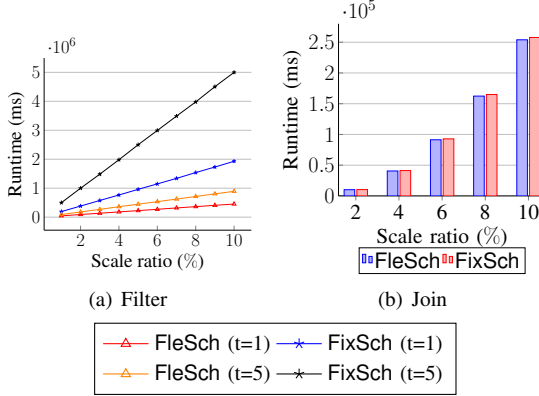 ·10^6
5
4
3
2
1
0
Runtime (ms)
2 4 6 8 10
Scale ratio (%)
(a) Filter
·10^5
2.5
2
1.5
1
0.5
0
Runtime (ms)
2 4 6 8 10
Scale ratio (%)
FleSch FixSch
(b) Join
FleSch (t=1) FixSch (t=1)
FleSch (t=5) FixSch (t=5)